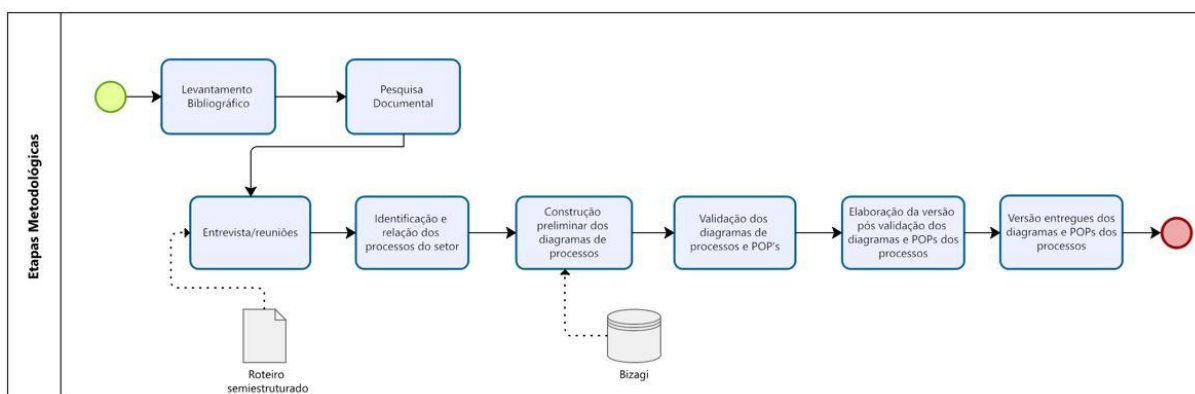 Etapas Metodológicas
Levantamento
Bibliográfico
Pesquisa
Documental
Entrevista/reuniões
Identificação e
relação dos
processos do setor
Construção
preliminar dos
diagramas de
processos
Validação dos
diagramas de
processos e POP's
Elaboração da versão
pós validação dos
diagramas e POPs dos
processos
Versão entregues dos
diagramas e POPs dos
processos
Roteiro
semiestruturado
Bizagi